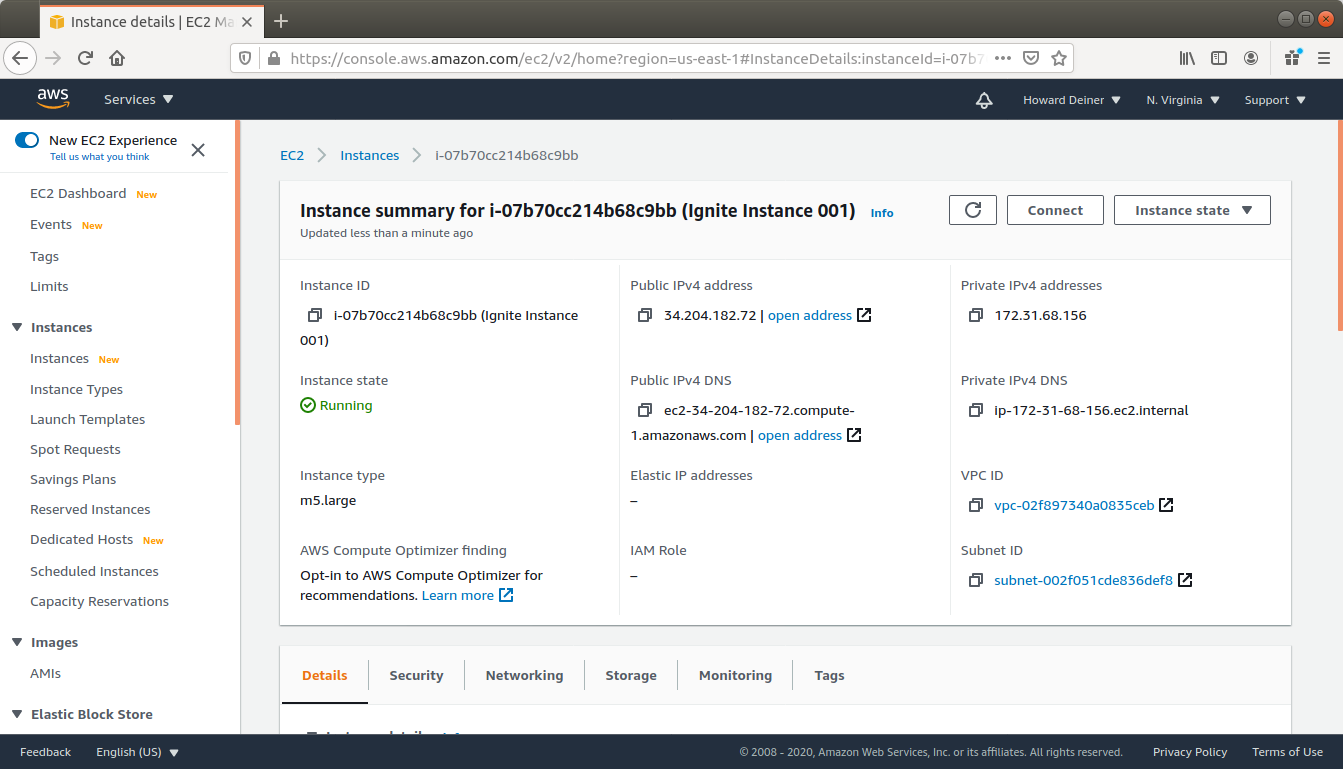 Instance details | EC2 Ma
https://console.aws.amazon.com/ec2/v2/home?region=us-east-1#InstanceDetails:instanceId=i-07b7
aws
Services
Howard Deiner
N. Virginia
Support
New EC2 Experience
Tell us what you think
EC2 Dashboard New
Events New
Tags
Limits
Instances
Instances New
Instance Types
Launch Templates
Spot Requests
Savings Plans
Reserved Instances
Dedicated Hosts New
Scheduled Instances
Capacity Reservations
Images
AMIs
Elastic Block Store
EC2 > Instances > i-07b70cc214b68c9bb
Instance summary for i-07b70cc214b68c9bb (Ignite Instance 001) Info
Updated less than a minute ago
Connect
Instance state
Instance ID
i-07b70cc214b68c9bb (Ignite Instance
001)
Public IPv4 address
34.204.182.72 | open address
Private IPv4 addresses
172.31.68.156
Instance state
Running
Public IPv4 DNS
ec2-34-204-182-72.compute-
1.amazonaws.com | open address
Private IPv4 DNS
ip-172-31-68-156.ec2.internal
Instance type
m5.large
Elastic IP addresses
–
VPC ID
vpc-02f897340a0835ceb
AWS Compute Optimizer finding
Opt-in to AWS Compute Optimizer for
recommendations. Learn more
IAM Role
–
Subnet ID
subnet-002f051cde836def8
Details
Security
Networking
Storage
Monitoring
Tags
Feedback
English (US)
© 2008 - 2020, Amazon Web Services, Inc. or its affiliates. All rights reserved.
Privacy Policy
Terms of Use